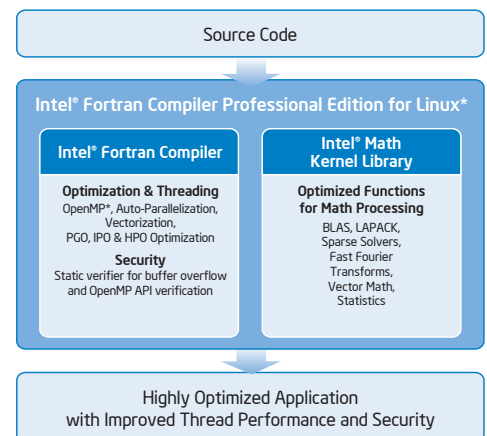 Source Code
Intel® Fortran Compiler Professional Edition for Linux*
Intel® Fortran Compiler
Optimization & Threading
OpenMP*, Auto-Parallelization,
Vectorization,
PGO, IPO & HPO Optimization
Security
Static verifier for buffer overflow
and OpenMP API verification
Intel® Math
Kernel Library
Optimized Functions
for Math Processing
BLAS, LAPACK,
Sparse Solvers,
Fast Fourier
Transforms,
Vector Math,
Statistics
Highly Optimized Application
with Improved Thread Performance and Security